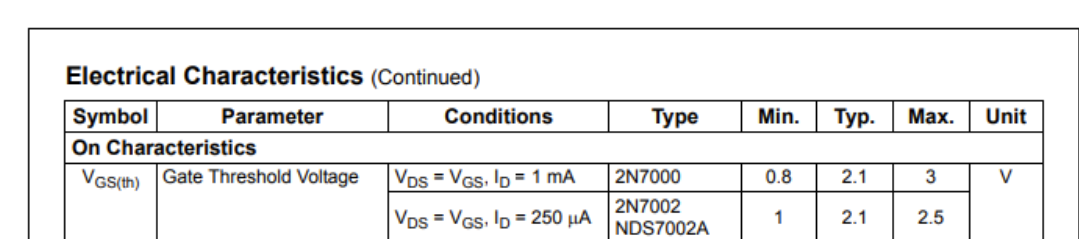 Electrical Characteristics (Continued)
Symbol Parameter Conditions Type Min. Typ. Max. Unit
On Characteristics
VGS(th) Gate Threshold Voltage VDS = VGS, ID = 1 mA 2N7000 0.8 2.1 3 V
VDS = VGS, ID = 250 μA 2N7002 NDS7002A 1 2.1 2.5